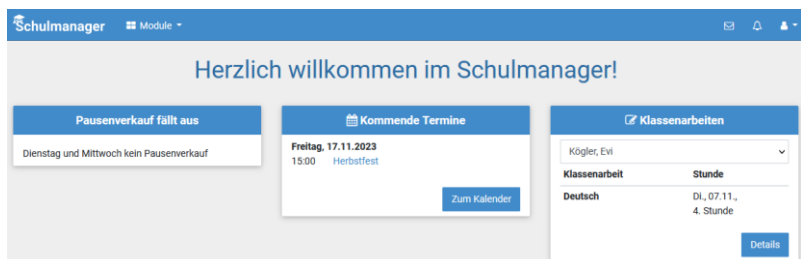 Schulmanager
Module
Herzlich willkommen im Schulmanager!
Pausenverkauf fällt aus
Dienstag und Mittwoch kein Pausenverkauf
Kommende Termine
Freitag, 17.11.2023
15:00 Herbstfest
Zum Kalender
Klassenarbeiten
Kögler, Evi
Klassenarbeit Stunde
Deutsch Di., 07.11.,
4. Stunde
Details